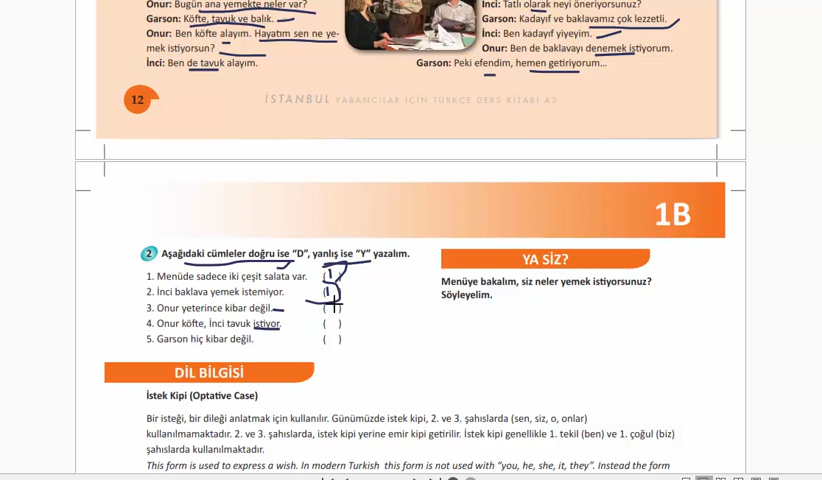 Onur: Bugün ana yemekte neler var?
Garson: Köfte, tavuk ve balık.
Onur: Ben köfte alayım. Hayatım sen ne ye-
mek istiyorsun?
İnci: Ben de tavuk alayım.
İnci: Tatlı olarak neyi öneriyorsunuz?
Garson: Kadayıf ve baklavamız çok lezzetli.
İnci: Ben kadayıf yiyeyim.
Onur: Ben de baklavayı denemek istiyorum.
Garson: Peki efendim, hemen getiriyorum...
12
İSTANBUL YABANCILAR İÇİN TÜRKÇE DERS KİTABI A2
1B
2 Aşağıdaki cümleler doğru ise “D”, yanlış ise “Y” yazalım.
1. Menüde sadece iki çeşit salata var. ( )
2. İnci baklava yemek istemiyor. ( )
3. Onur yeterince kibar değil. ( )
4. Onur köfte, İnci tavuk istiyor. ( )
5. Garson hiç kibar değil. ( )
YA SİZ?
Menüye bakalım, siz neler yemek istiyorsunuz?
Söyleyelim.
DİL BİLGİSİ
İstek Kipi (Optative Case)
Bir isteği, bir dileği anlatmak için kullanılır. Günümüzde istek kipi, 2. ve 3. şahıslarda (sen, siz, o, onlar)
kullanılmamaktadır. 2. ve 3. şahıslarda, istek kipi yerine emir kipi getirilir. İstek kipi genellikle 1. tekil (ben) ve 1. çoğul (biz)
şahıslarda kullanılmaktadır.
This form is used to express a wish. In modern Turkish this form is not used with “you, he, she, it, they”. Instead the form